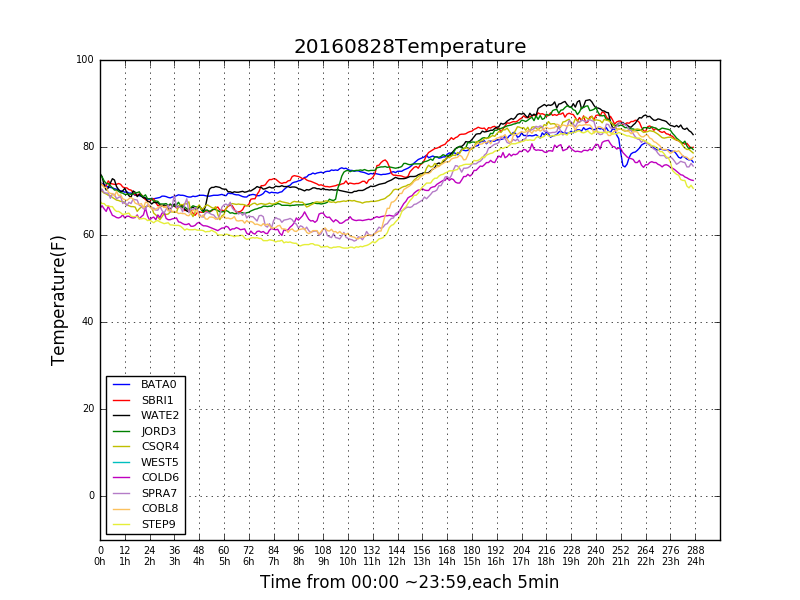 20160828Temperature
100
80
60
40
20
0
Temperature(F)
BATA0
SBRI1
WATE2
JORD3
CSQR4
WEST5
COLD6
SPRA7
COBL8
STEP9
0 12 24 36 48 60 72 84 96 108 120 132 144 156 168 180 192 204 216 228 240 252 264 276 288
0h 1h 2h 3h 4h 5h 6h 7h 8h 9h 10h 11h 12h 13h 14h 15h 16h 17h 18h 19h 20h 21h 22h 23h 24h
Time from 00:00 ~23:59,each 5min